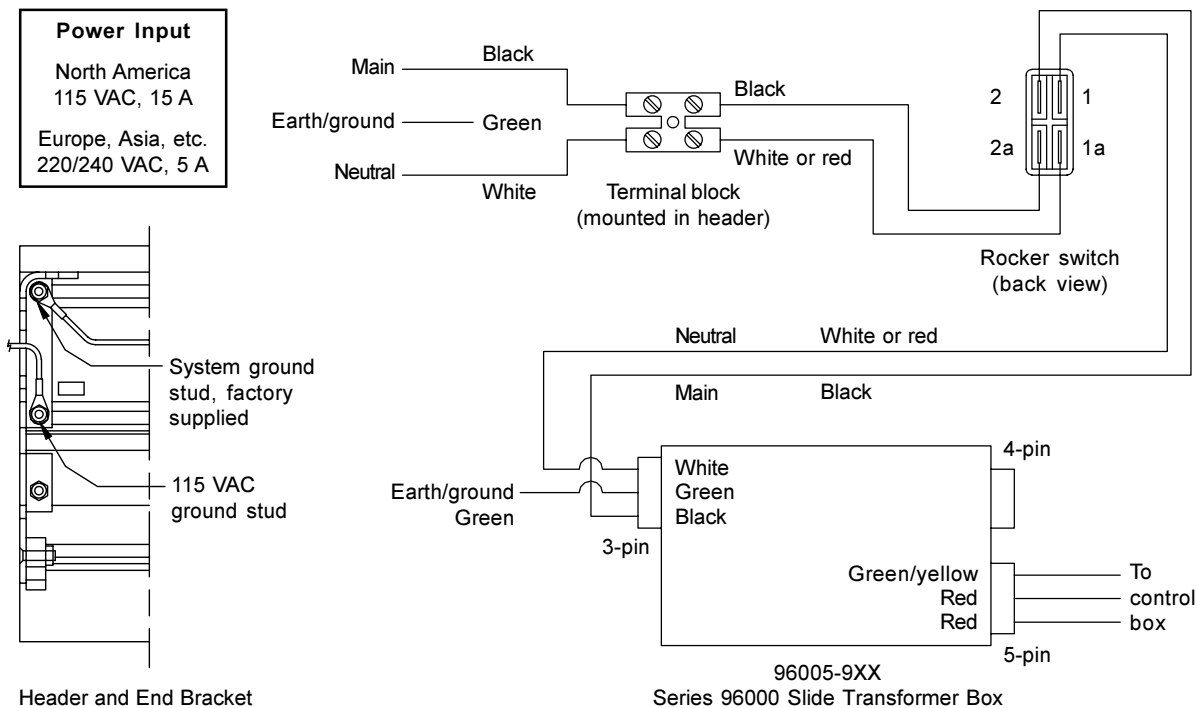 Power Input
North America
115 VAC, 15 A
Europe, Asia, etc.
220/240 VAC, 5 A
Main
Black
Earth/ground
Green
Neutral
White
Black
White or red
Terminal block
(mounted in header)
2
1
2a
1a
Rocker switch
(back view)
System ground
stud, factory
supplied
115 VAC
ground stud
Header and End Bracket
Neutral
White or red
Main
Black
White
Green
Black
Earth/ground
Green
3-pin
4-pin
Green/yellow
Red
Red
To
control
box
5-pin
96005-9XX
Series 96000 Slide Transformer Box